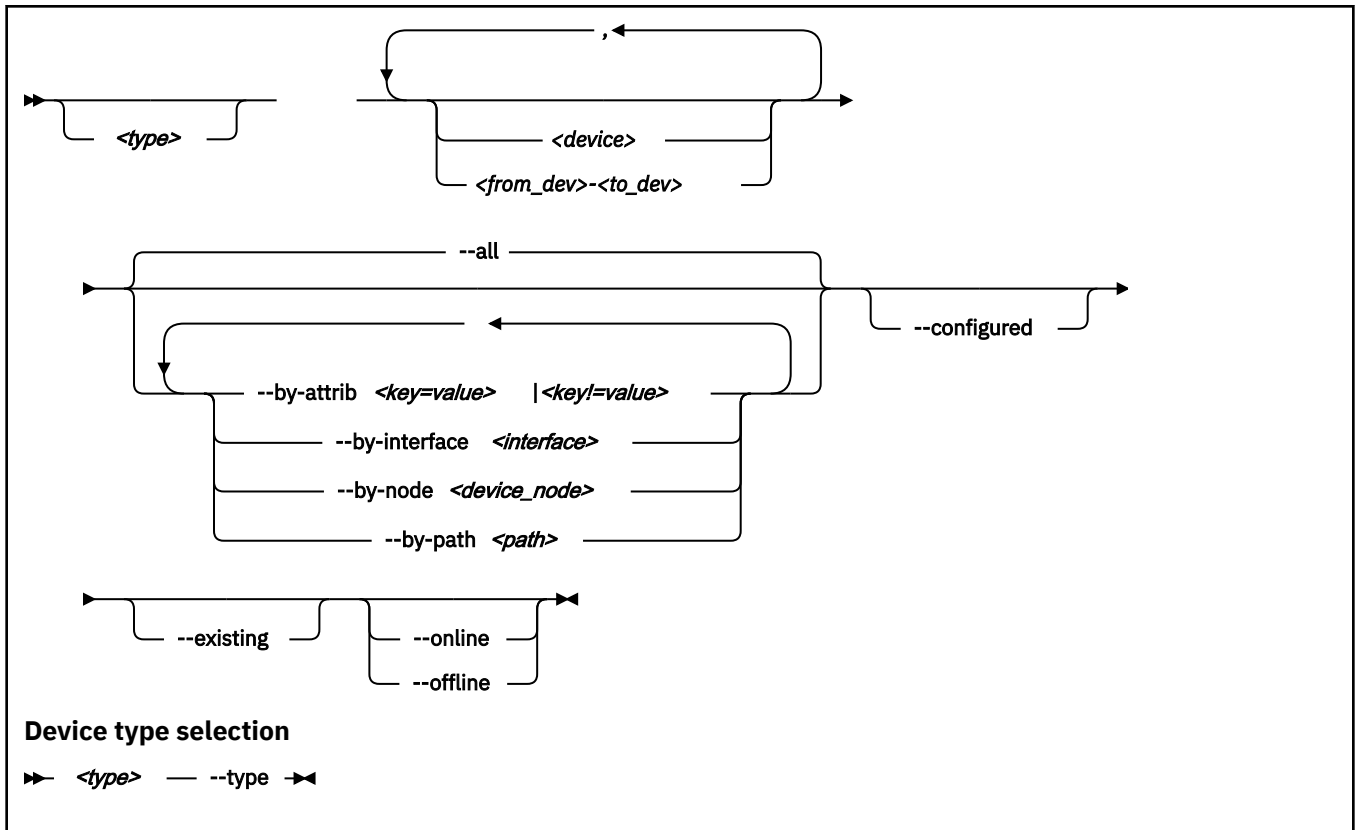 ,
<type>
<device>
<from_dev>-<to_dev>
--all
--configured
--by-attrib <key=value> |<key!=value>
--by-interface <interface>
--by-node <device_node>
--by-path <path>
--existing --online
--offline
Device type selection
<type> --type